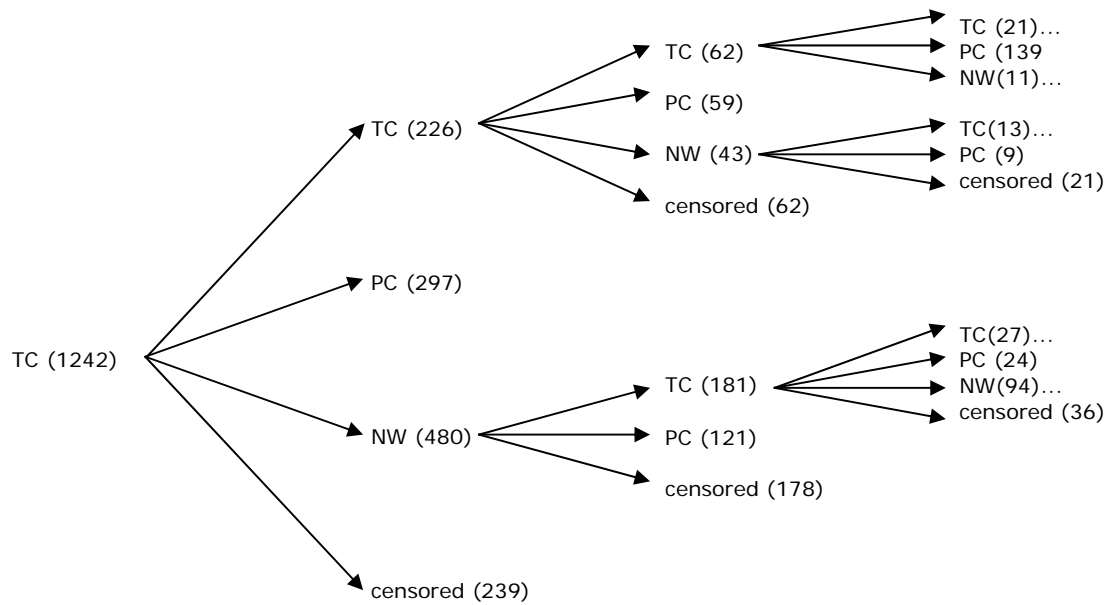 TC (1242)
TC (226)
PC (297)
NW (480)
censored (239)
TC (62)
PC (59)
NW (43)
censored (62)
TC (181)
PC (121)
censored (178)
TC (21)...
PC (139
NW(11)...
TC(13)...
PC (9)
censored (21)
TC(27)...
PC (24)
NW(94)...
censored (36)